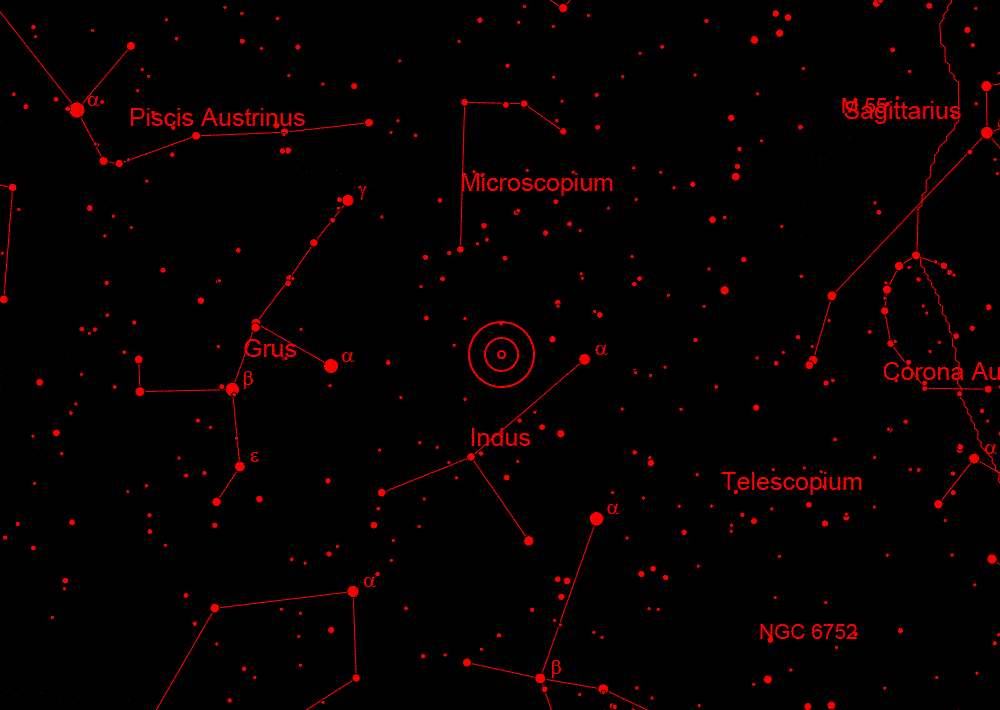 α
Piscis Austrinus
M 55
Sagittarius
Microscopium
γ
Grus
α
α
β
Corona Au
Indus
α
ε
Telescopium
α
α
NGC 6752
β